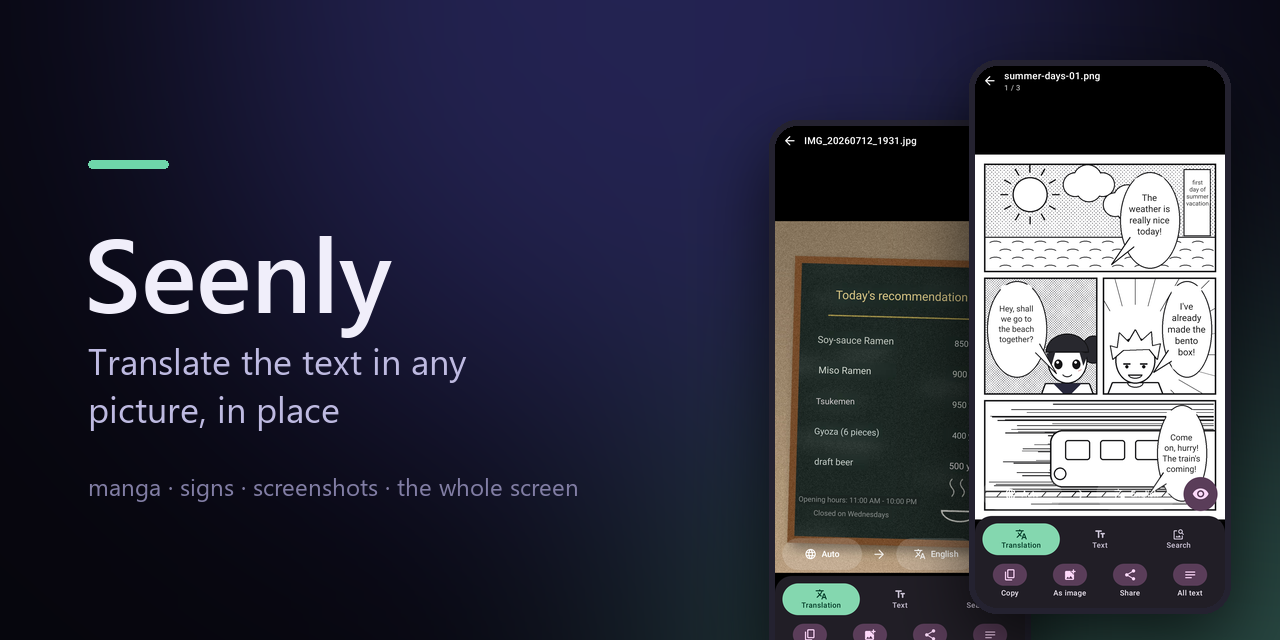 Seenly
Translate the text in any
picture, in place
manga · signs · screenshots · the whole screen
IMG_20260712_1931.jpg
Today's recommendation
Soy-sauce Ramen 850
Miso Ramen 900
Tsukemen 950
Gyoza (6 pieces) 400
draft beer 500 y
Opening hours: 11:00 AM - 10:00 PM
Closed on Wednesdays
Auto
English
Translation
Text
summer-days-01.png
1 / 3
The
weather is
really nice
today!
first
day of
summer
vacation
Hey, shall
we go to
the beach
together?
I've
already
made the
bento
box!
Come
on, hurry!
The train's
coming!
Translation
Text
Search
Copy
As image
Share
All text